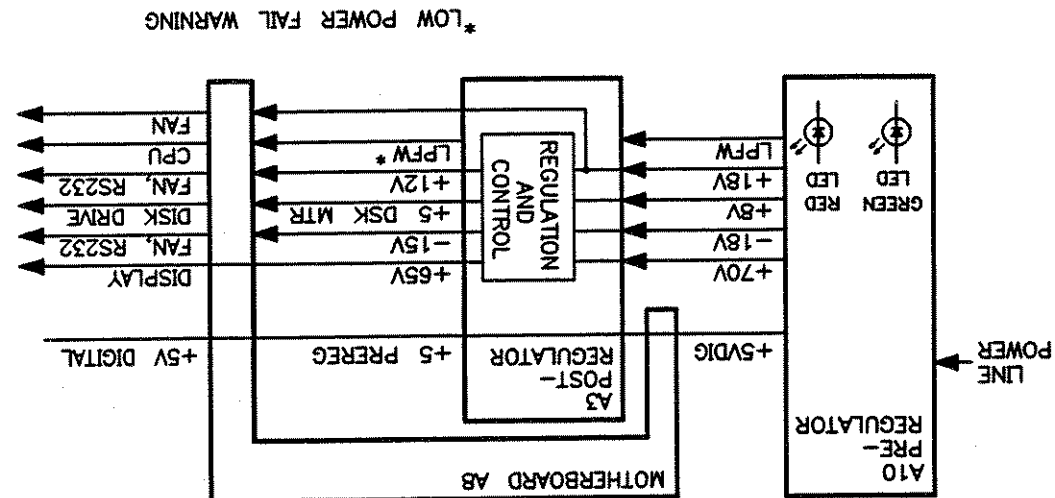 MOTHERBOARD A8
A10
PRE-
REGULATOR
LINE
POWER
GREEN
LED
RED
LED
+5VDIG
+70V
−18V
+8V
+18V
LPFW
A3
POST-
REGULATOR
REGULATION
AND
CONTROL
+5 PREREG
+65V
−15V
+5 DSK MTR
+12V
LPFW *
+5V DIGITAL
DISPLAY
FAN, RS232
DISK DRIVE
FAN, RS232
CPU
FAN
*LOW POWER FAIL WARNING